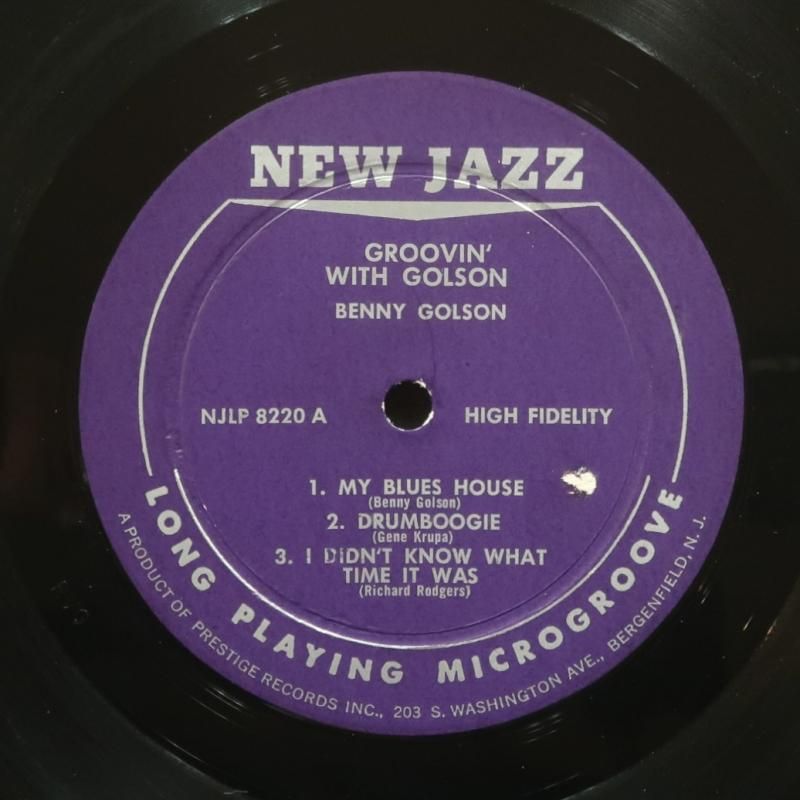 NEW JAZZ
GROOVIN'
WITH GOLSON
BENNY GOLSON
NJLP 8220 A
HIGH FIDELITY
1. MY BLUES HOUSE
(Benny Golson)
2. DRUMBOOGIE
(Gene Krupa)
3. I DIDN'T KNOW WHAT
TIME IT WAS
(Richard Rodgers)
LONG PLAYING MICROGROOVE
A PRODUCT OF PRESTIGE RECORDS INC., 203 S. WASHINGTON AVE., BERGENFIELD, N. J.